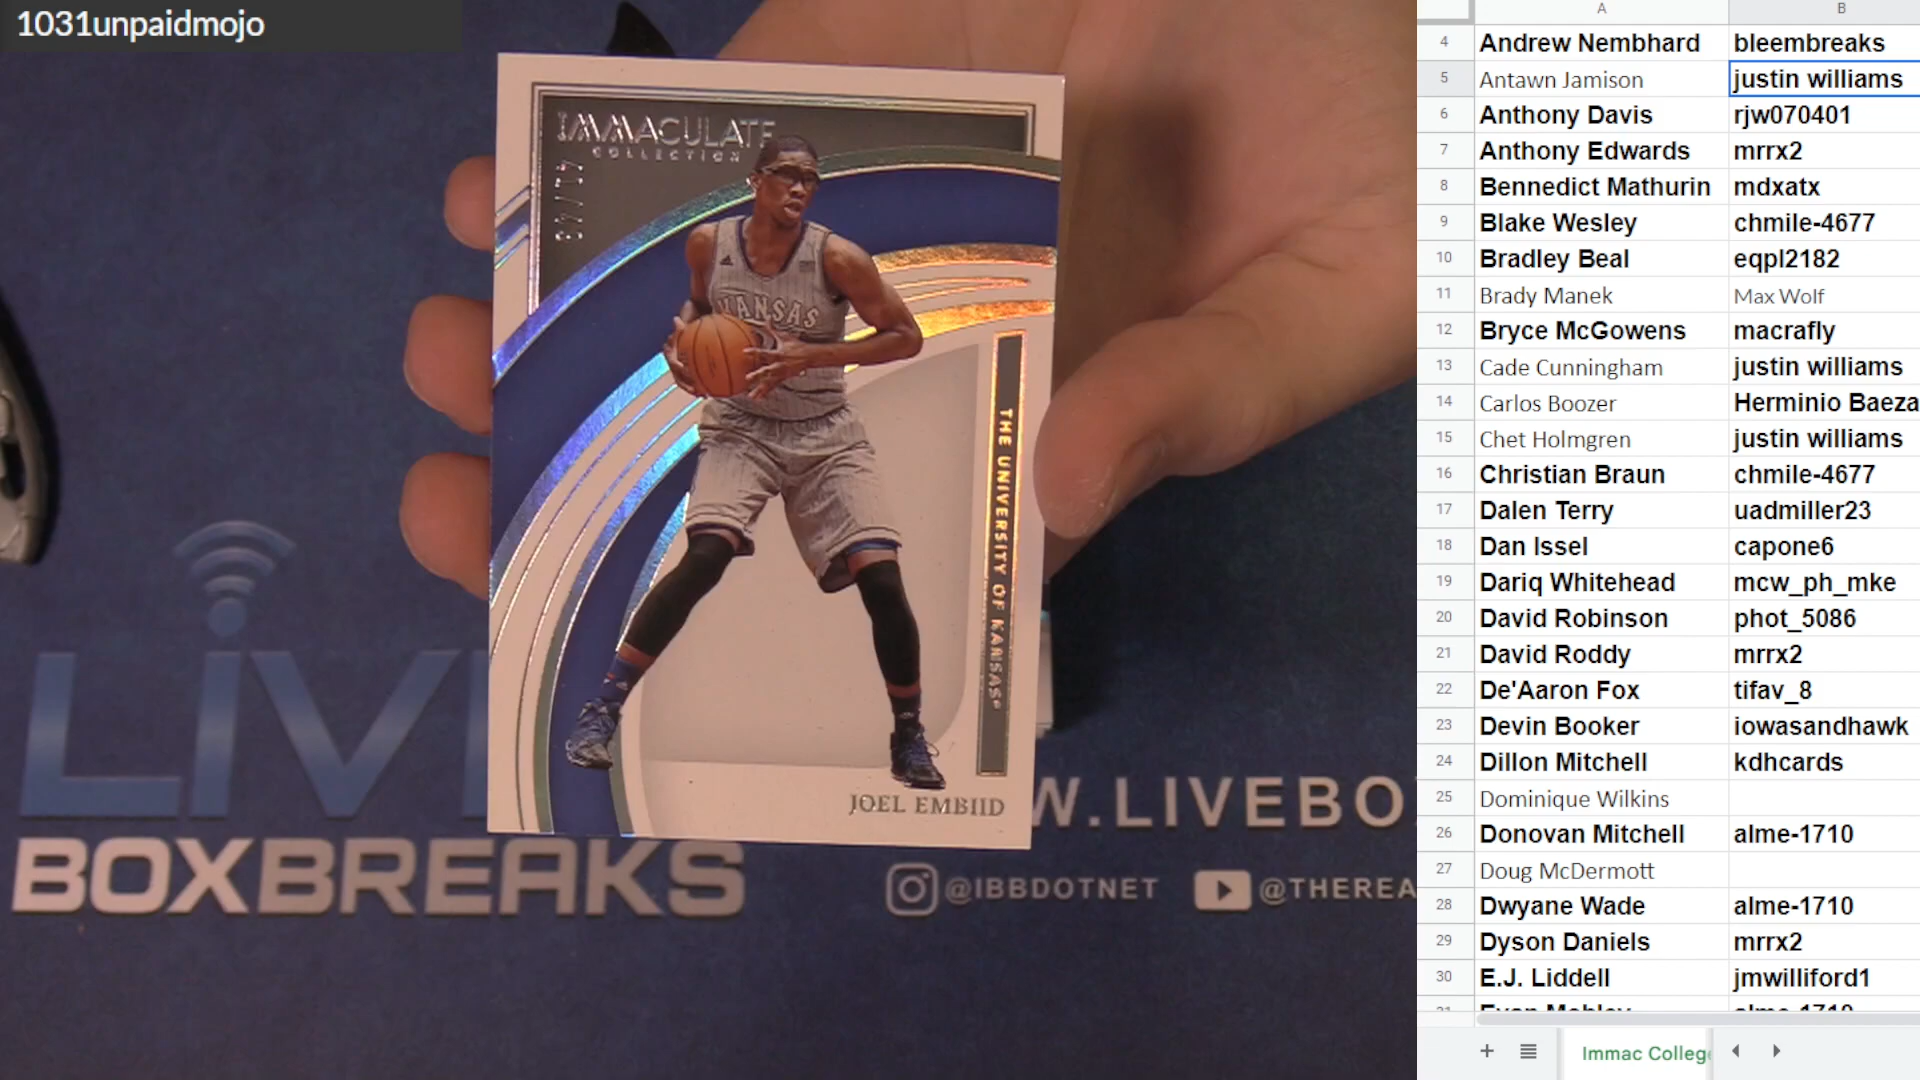 1031unpaidmojo
IMMACULATE
COLLECTION
KANSAS
THE UNIVERSITY OF KANSAS®
JOEL EMBIID
LiV
BOXBREAKS
W.LIVEBO
@IBBDOTNET
@THEREA
A B
4 Andrew Nembhard bleembreaks
5 Antawn Jamison justin williams
6 Anthony Davis rjw070401
7 Anthony Edwards mrrx2
8 Bennedict Mathurin mdxatx
9 Blake Wesley chmile-4677
10 Bradley Beal eqpl2182
11 Brady Manek Max Wolf
12 Bryce McGowens macrafly
13 Cade Cunningham justin williams
14 Carlos Boozer Herminio Baeza
15 Chet Holmgren justin williams
16 Christian Braun chmile-4677
17 Dalen Terry uadmiller23
18 Dan Issel capone6
19 Dariq Whitehead mcw_ph_mke
20 David Robinson phot_5086
21 David Roddy mrrx2
22 De'Aaron Fox tifav_8
23 Devin Booker iowasandhawk
24 Dillon Mitchell kdhcards
25 Dominique Wilkins
26 Donovan Mitchell alme-1710
27 Doug McDermott
28 Dwyane Wade alme-1710
29 Dyson Daniels mrrx2
30 E.J. Liddell jmwilliford1
31 Evan Mobley alme-1710
Immac Colleg